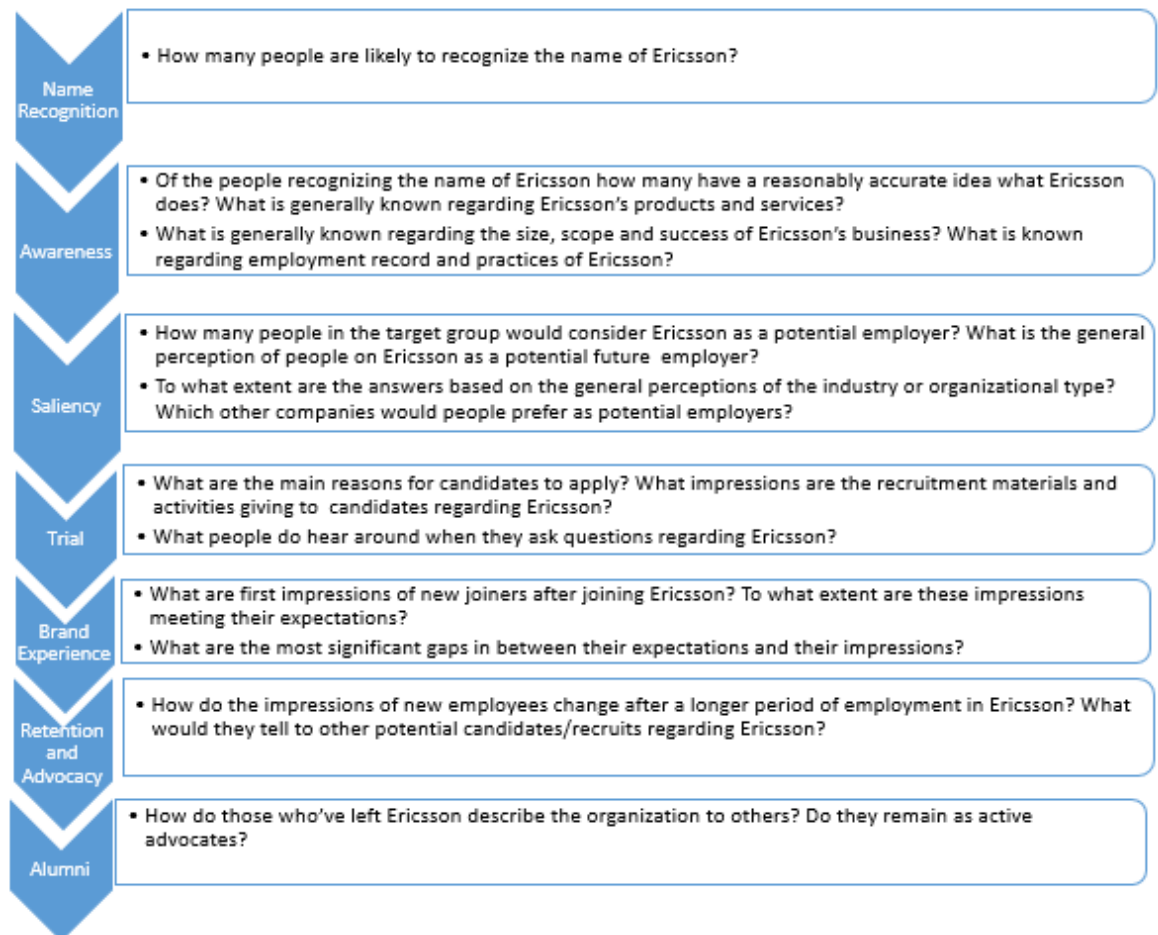 Name
Recognition
• How many people are likely to recognize the name of Ericsson?
Awareness
• Of the people recognizing the name of Ericsson how many have a reasonably accurate idea what Ericsson
does? What is generally known regarding Ericsson's products and services?
• What is generally known regarding the size, scope and success of Ericsson's business? What is known
regarding employment record and practices of Ericsson?
Saliency
• How many people in the target group would consider Ericsson as a potential employer? What is the general
perception of people on Ericsson as a potential future employer?
• To what extent are the answers based on the general perceptions of the industry or organizational type?
Which other companies would people prefer as potential employers?
Trial
• What are the main reasons for candidates to apply? What impressions are the recruitment materials and
activities giving to candidates regarding Ericsson?
• What people do hear around when they ask questions regarding Ericsson?
Brand
Experience
• What are first impressions of new joiners after joining Ericsson? To what extent are these impressions
meeting their expectations?
• What are the most significant gaps in between their expectations and their impressions?
Retention
and
Advocacy
• How do the impressions of new employees change after a longer period of employment in Ericsson? What
would they tell to other potential candidates/recruits regarding Ericsson?
Alumni
• How do those who've left Ericsson describe the organization to others? Do they remain as active
advocates?